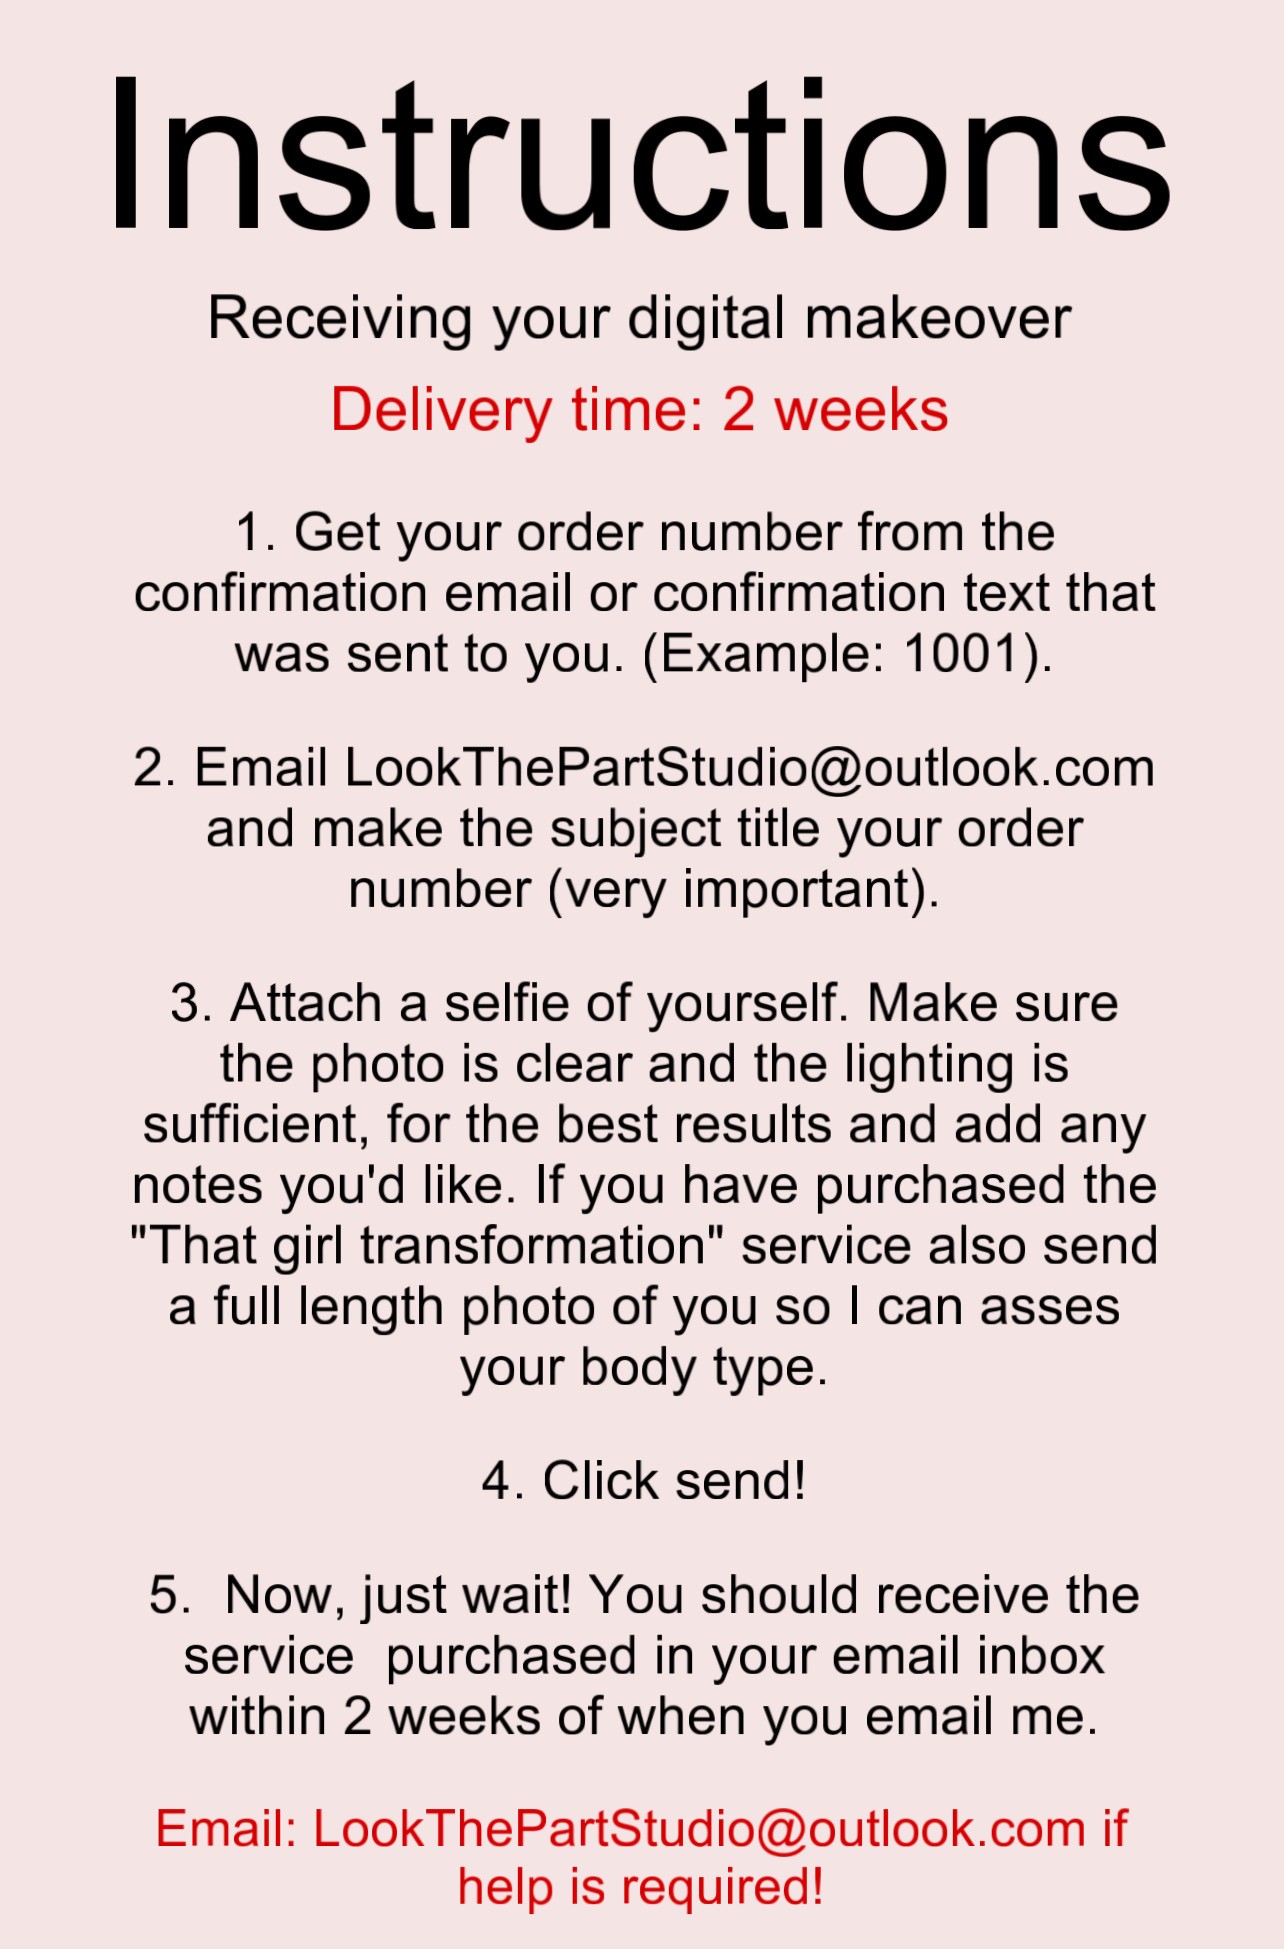 Instructions
Receiving your digital makeover
Delivery time: 2 weeks
1. Get your order number from the
confirmation email or confirmation text that
was sent to you. (Example: 1001).
2. Email LookThePartStudio@outlook.com
and make the subject title your order
number (very important).
3. Attach a selfie of yourself. Make sure
the photo is clear and the lighting is
sufficient, for the best results and add any
notes you'd like. If you have purchased the
"That girl transformation" service also send
a full length photo of you so I can asses
your body type.
4. Click send!
5.  Now, just wait! You should receive the
service  purchased in your email inbox
within 2 weeks of when you email me.
Email: LookThePartStudio@outlook.com if
help is required!